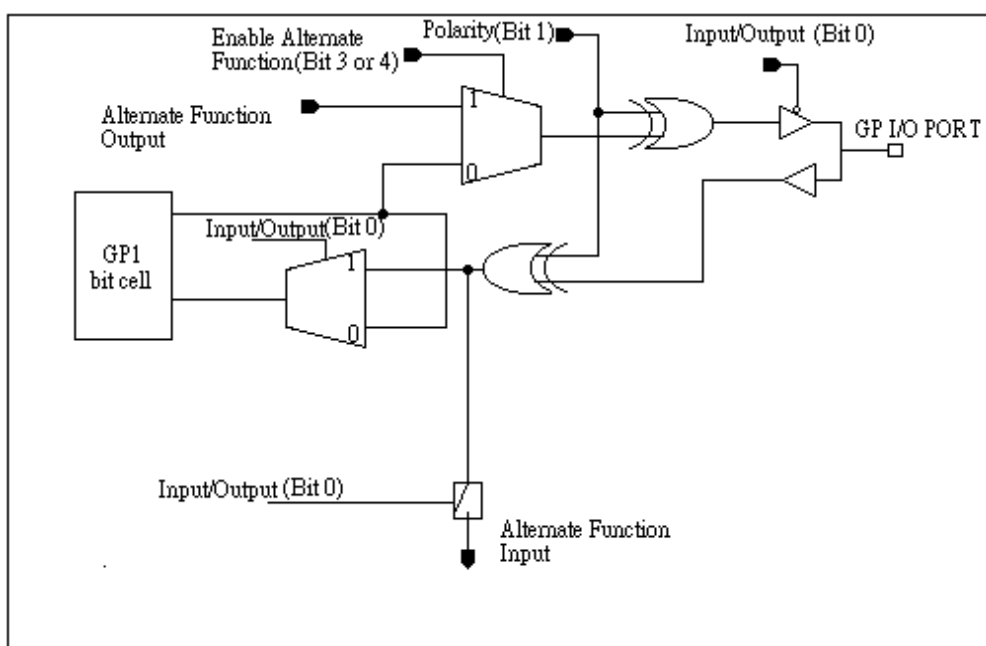 Polarity(Bit 1)
Input/Output (Bit 0)
Enable Alternate
Function(Bit 3 or 4)
1
Alternate Function
Output
GP I/O PORT
0
Input/Output(Bit 0)
GP1
bit cell
1
0
Input/Output (Bit 0)
Alternate Function
Input